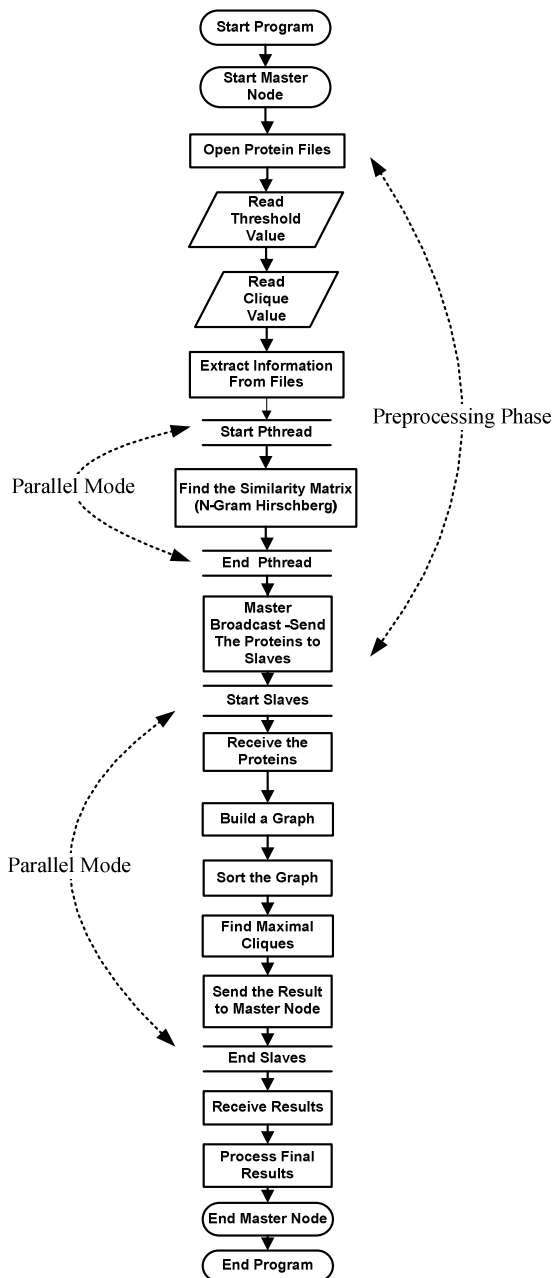 Start Program
Start Master
Node
Open Protein Files
Read
Threshold
Value
Read
Clique
Value
Extract Information
From Files
Preprocessing Phase
Start Pthread
Parallel Mode
Find the Similarity Matrix
(N-Gram Hirschberg)
End Pthread
Master
Broadcast -Send
The Proteins to
Slaves
Start Slaves
Receive the
Proteins
Build a Graph
Parallel Mode
Sort the Graph
Find Maximal
Cliques
Send the Result
to Master Node
End Slaves
Receive Results
Process Final
Results
End Master Node
End Program